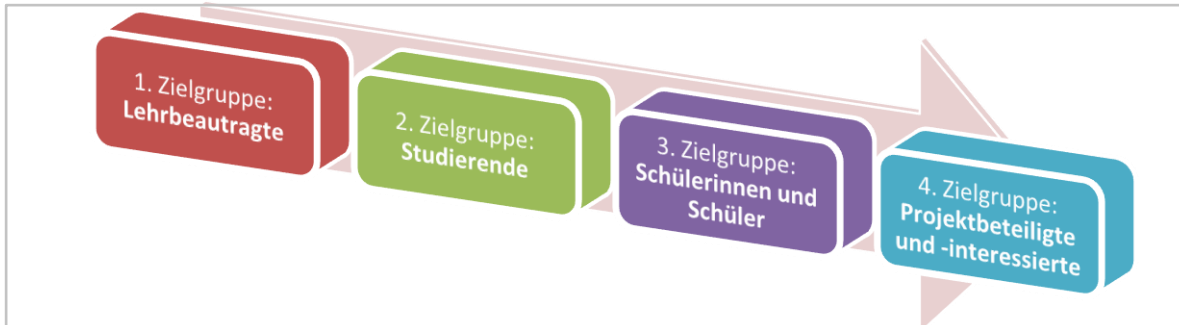 1. Zielgruppe:
Lehrbeautragte
2. Zielgruppe:
Studierende
3. Zielgruppe:
Schülerinnen und
Schüler
4. Zielgruppe:
Projektbeteiligte
und -interessierte